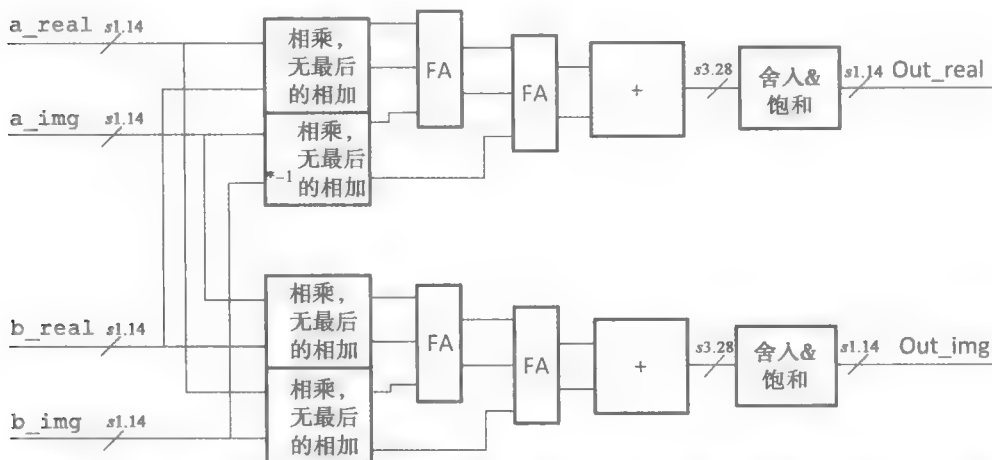 a_real s1.14
相乘，
无最后
的相加
FA
FA
+
s3.28
舍入&
饱和
s1.14 Out_real
a_img s1.14
*-1
相乘，
无最后
的相加
b_real s1.14
相乘，
无最后
的相加
FA
FA
+
s3.28
舍入&
饱和
s1.14 Out_img
b_img s1.14
相乘，
无最后
的相加